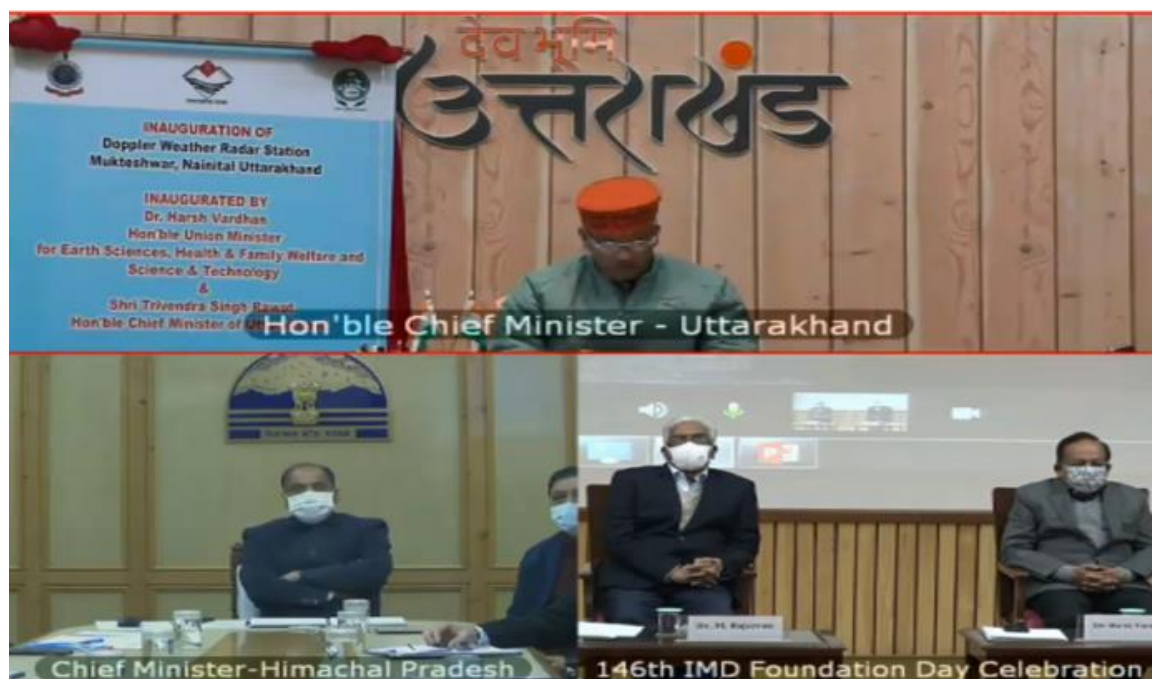 देव भूमि
उत्तराखंड
INAUGURATION OF
Doppler Weather Radar Station
Mukteshwar, Nainital Uttarakhand
INAUGURATED BY
Dr. Harsh Vardhan
Hon'ble Union Minister
for Earth Sciences, Health & Family Welfare and
Science & Technology
&
Shri Trivendra Singh Rawat
Hon'ble Chief Minister of
Hon'ble Chief Minister - Uttarakhand
Chief Minister-Himachal Pradesh
Dr. M.
146th IMD Foundation Day Celebration